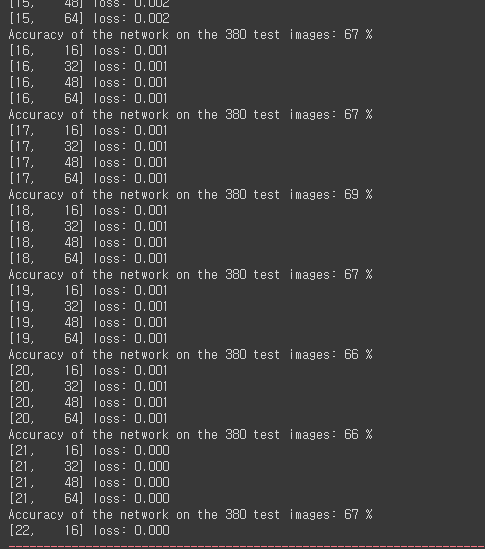 [15,    48] loss: 0.002
[15,    64] loss: 0.002
Accuracy of the network on the 380 test images: 67 %
[16,    16] loss: 0.001
[16,    32] loss: 0.001
[16,    48] loss: 0.001
[16,    64] loss: 0.001
Accuracy of the network on the 380 test images: 67 %
[17,    16] loss: 0.001
[17,    32] loss: 0.001
[17,    48] loss: 0.001
[17,    64] loss: 0.001
Accuracy of the network on the 380 test images: 69 %
[18,    16] loss: 0.001
[18,    32] loss: 0.001
[18,    48] loss: 0.001
[18,    64] loss: 0.001
Accuracy of the network on the 380 test images: 67 %
[19,    16] loss: 0.001
[19,    32] loss: 0.001
[19,    48] loss: 0.001
[19,    64] loss: 0.001
Accuracy of the network on the 380 test images: 66 %
[20,    16] loss: 0.001
[20,    32] loss: 0.001
[20,    48] loss: 0.001
[20,    64] loss: 0.001
Accuracy of the network on the 380 test images: 66 %
[21,    16] loss: 0.000
[21,    32] loss: 0.000
[21,    48] loss: 0.000
[21,    64] loss: 0.000
Accuracy of the network on the 380 test images: 67 %
[22,    16] loss: 0.000